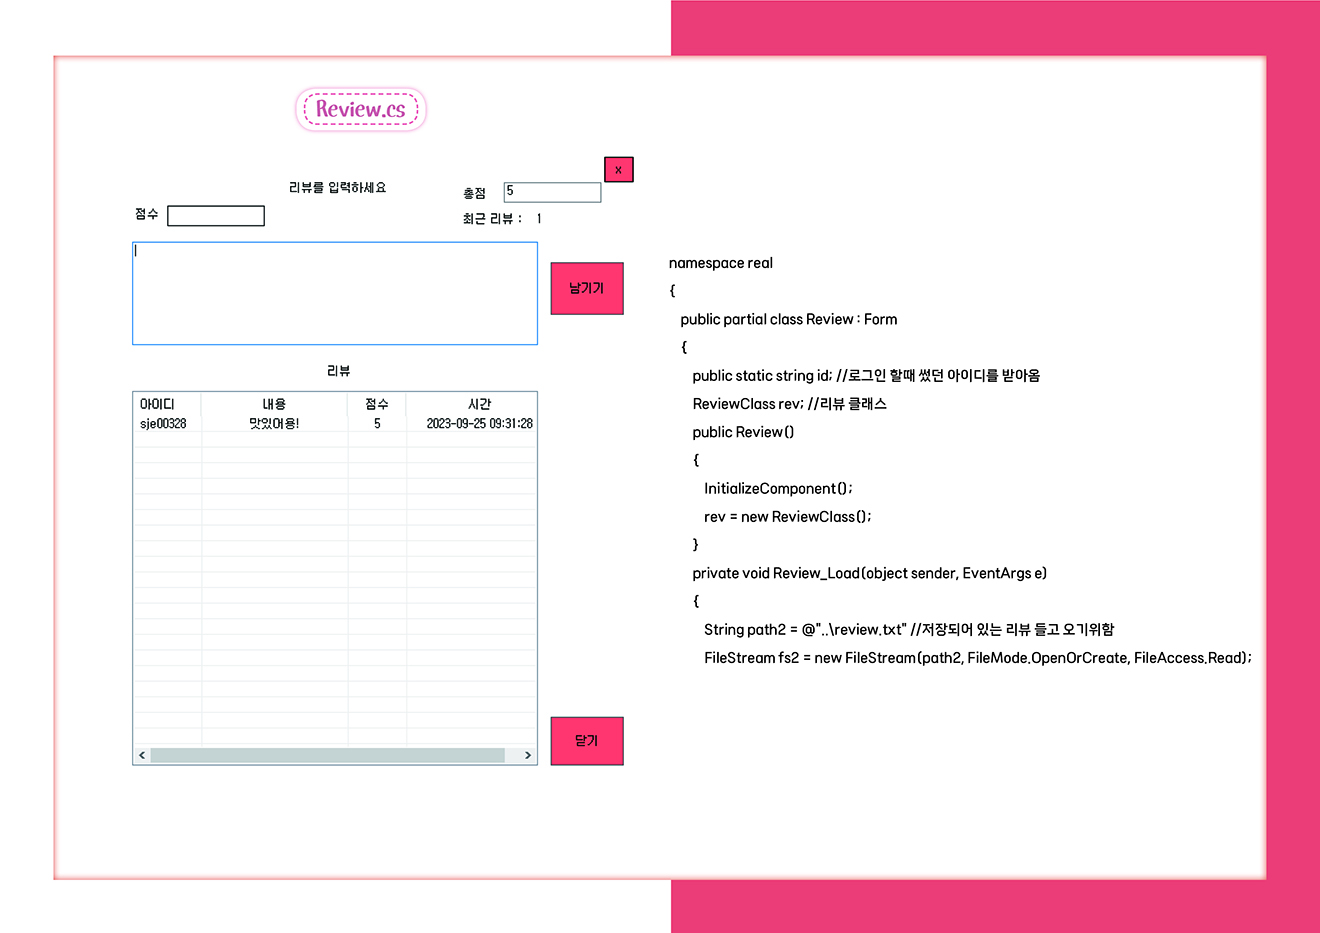 Review.cs
x
리뷰를 입력하세요
총점 5
점수
최근 리뷰 : 1
남기기
리뷰
아이디 내용 점수 시간
sje00328 맛있어용! 5 2023-09-25 09:31:28
닫기
namespace real
{
public partial class Review : Form
{
public static string id; //로그인 할때 썼던 아이디를 받아옴
ReviewClass rev; //리뷰 클래스
public Review()
{
InitializeComponent();
rev = new ReviewClass();
}
private void Review_Load(object sender, EventArgs e)
{
String path2 = @"..\review.txt" //저장되어 있는 리뷰 들고 오기위함
FileStream fs2 = new FileStream(path2, FileMode.OpenOrCreate, FileAccess.Read);